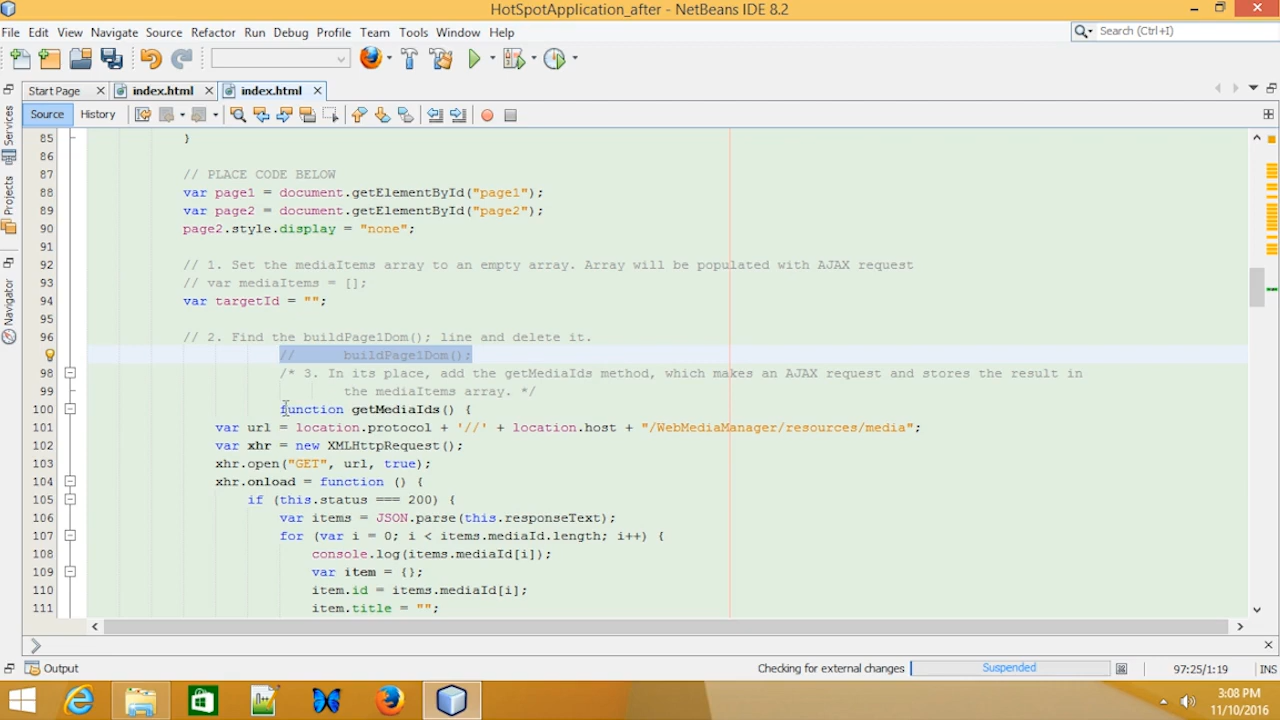 HotSpotApplication_after - NetBeans IDE 8.2
File Edit View Navigate Source Refactor Run Debug Profile Team Tools Window Help
Search (Ctrl+I)
Start Page index.html index.html
Source History
Services
Projects
Navigator
85 }
86
87 // PLACE CODE BELOW
88 var page1 = document.getElementById("page1");
89 var page2 = document.getElementById("page2");
90 page2.style.display = "none";
91
92 // 1. Set the mediaItems array to an empty array. Array will be populated with AJAX request
93 // var mediaItems = [];
94 var targetId = "";
95
96 // 2. Find the buildPage1Dom(); line and delete it.
// buildPage1Dom();
98 /* 3. In its place, add the getMediaIds method, which makes an AJAX request and stores the result in
99 the mediaItems array. */
100 function getMediaIds() {
101 var url = location.protocol + '//' + location.host + "/WebMediaManager/resources/media";
102 var xhr = new XMLHttpRequest();
103 xhr.open("GET", url, true);
104 xhr.onload = function () {
105 if (this.status === 200) {
106 var items = JSON.parse(this.responseText);
107 for (var i = 0; i < items.mediaId.length; i++) {
108 console.log(items.mediaId[i]);
109 var item = {};
110 item.id = items.mediaId[i];
111 item.title = "";
Output
Checking for external changes Suspended 97:25/1:19 INS
3:08 PM
11/10/2016